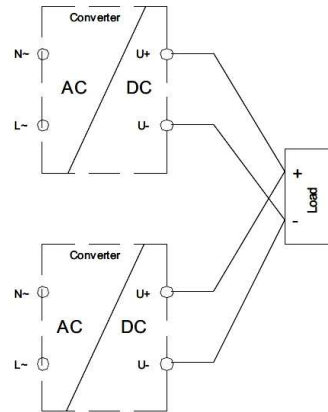 Converter
N~ U+
AC DC
L~ U-
+
-
Load
Converter
N~ U+
AC DC
L~ U-